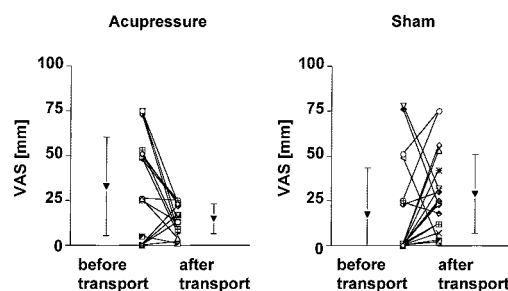 Acupressure
Sham
100
75
50
25
0
VAS [mm]
before
transport
after
transport
100
75
50
25
0
VAS [mm]
before
transport
after
transport